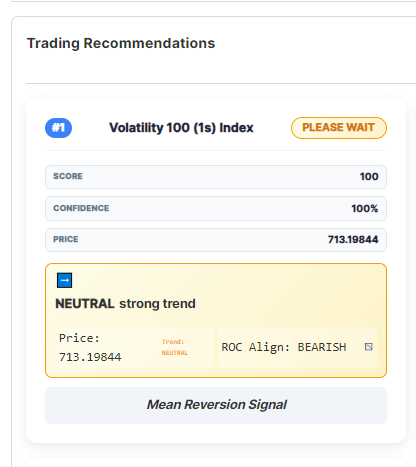 Trading Recommendations
#1 Volatility 100 (1s) Index PLEASE WAIT
SCORE 100
CONFIDENCE 100%
PRICE 713.19844
NEUTRAL strong trend
Price: 713.19844
Trend: NEUTRAL
ROC Align: BEARISH
Mean Reversion Signal